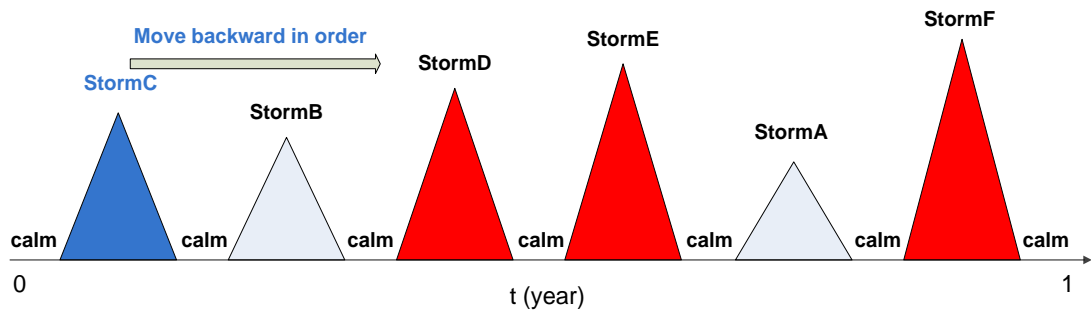 Move backward in order
StormC
StormB
StormD
StormE
StormA
StormF
calm
calm
calm
calm
calm
calm
calm
0
t (year)
1